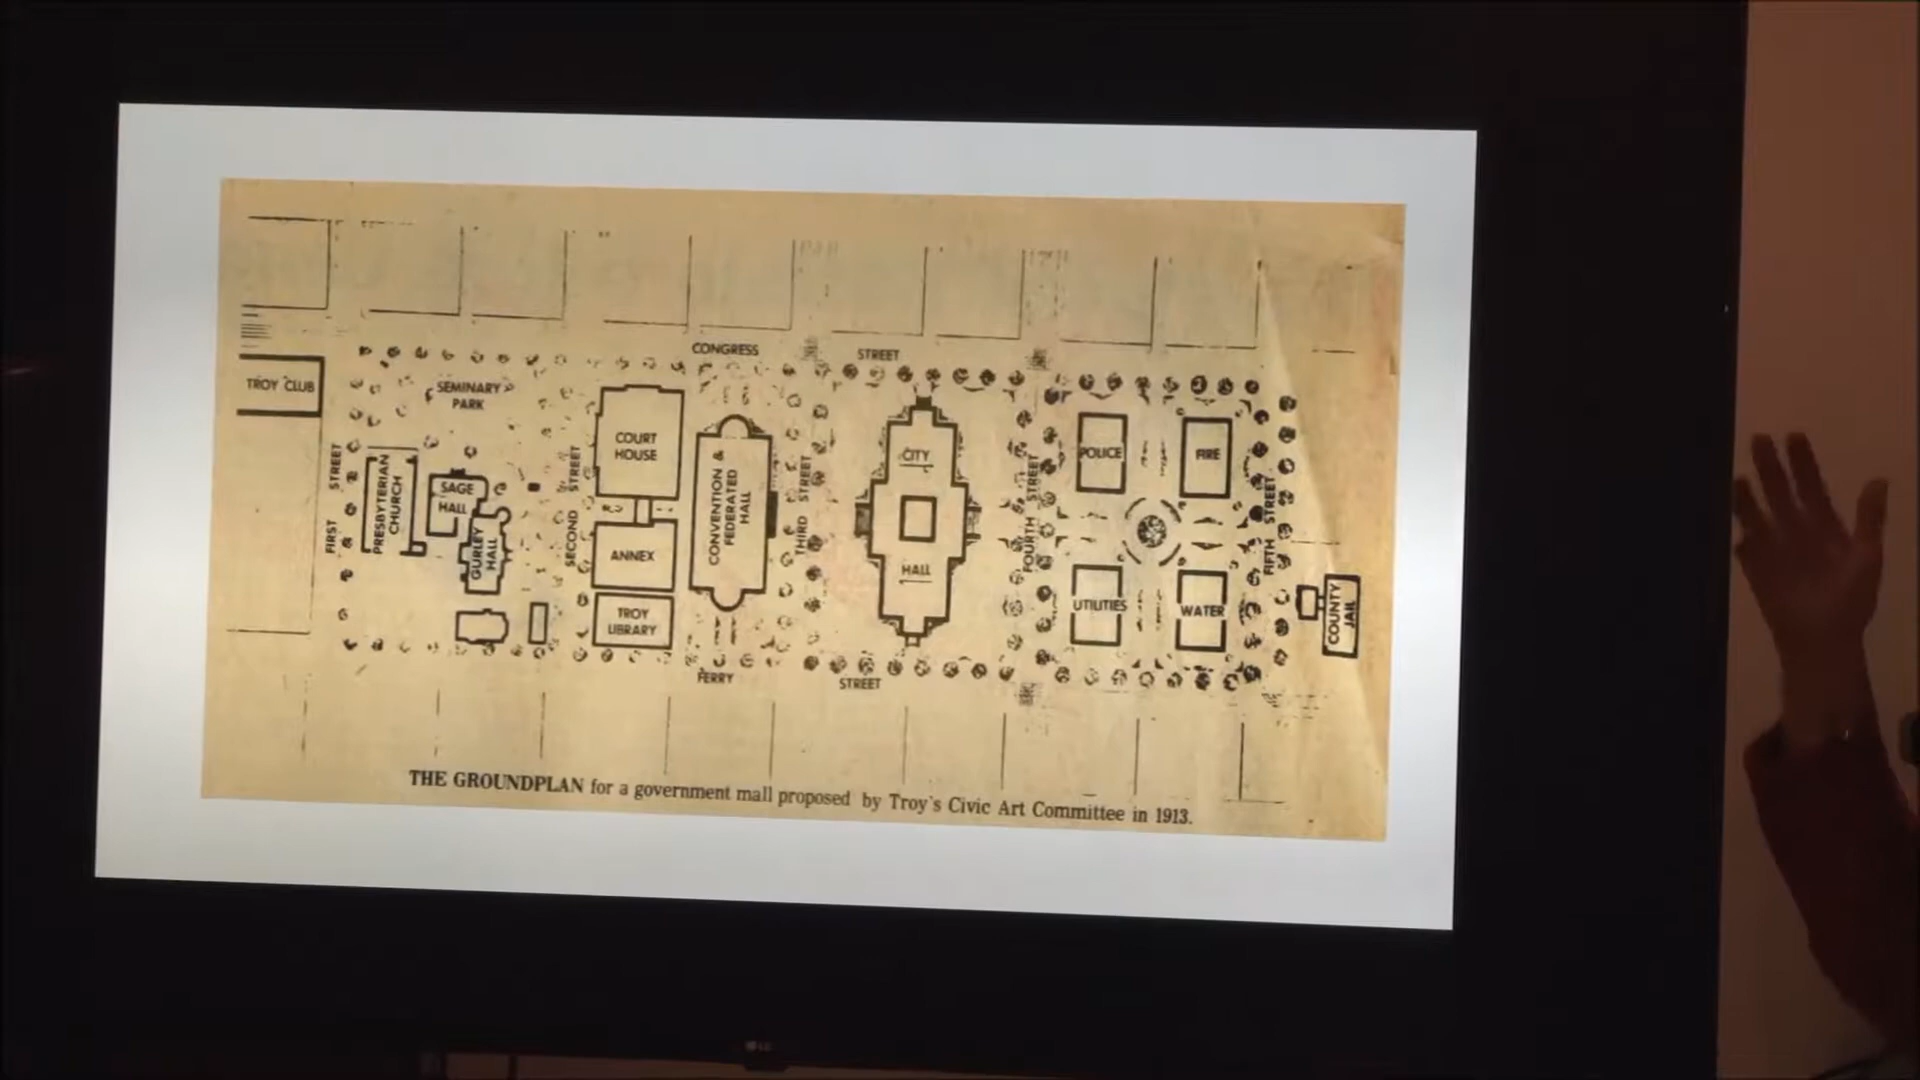 CONGRESS STREET
TROY CLUB
SEMINARY
PARK
FIRST STREET
PRESBYTERIAN
CHURCH
SAGE
HALL
GURLEY
HALL
SECOND STREET
COURT
HOUSE
ANNEX
TROY
LIBRARY
CONVENTION &
FEDERATED
HALL
THIRD STREET
CITY
HALL
FOURTH STREET
POLICE
FIRE
UTILITIES
WATER
FIFTH STREET
COUNTY
JAIL
FERRY STREET
THE GROUNDPLAN for a government mall proposed by Troy's Civic Art Committee in 1913.
LG